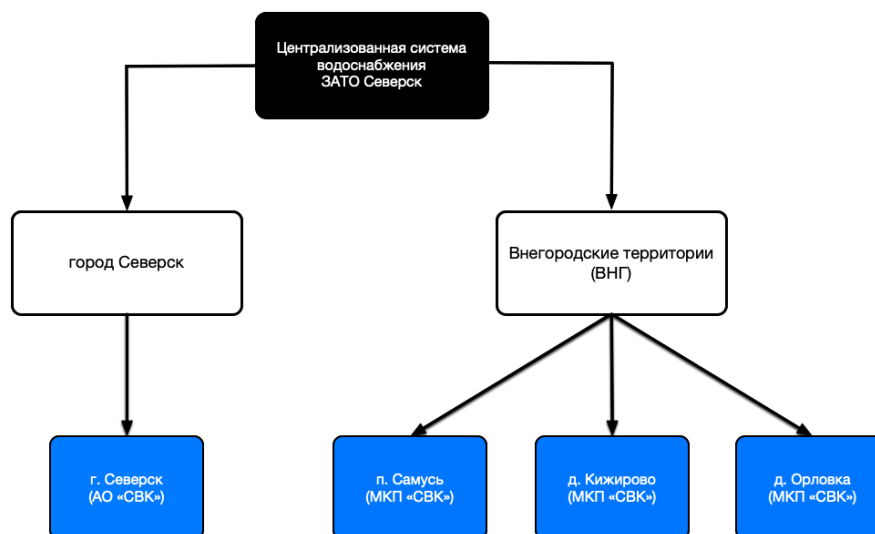 Централизованная система
водоснабжения
ЗАТО Северск
город Северск
Внегородские территории
(ВНГ)
г. Северск
(АО «СВК»)
п. Самусь
(МКП «СВК»)
д. Кижирово
(МКП «СВК»)
д. Орловка
(МКП «СВК»)